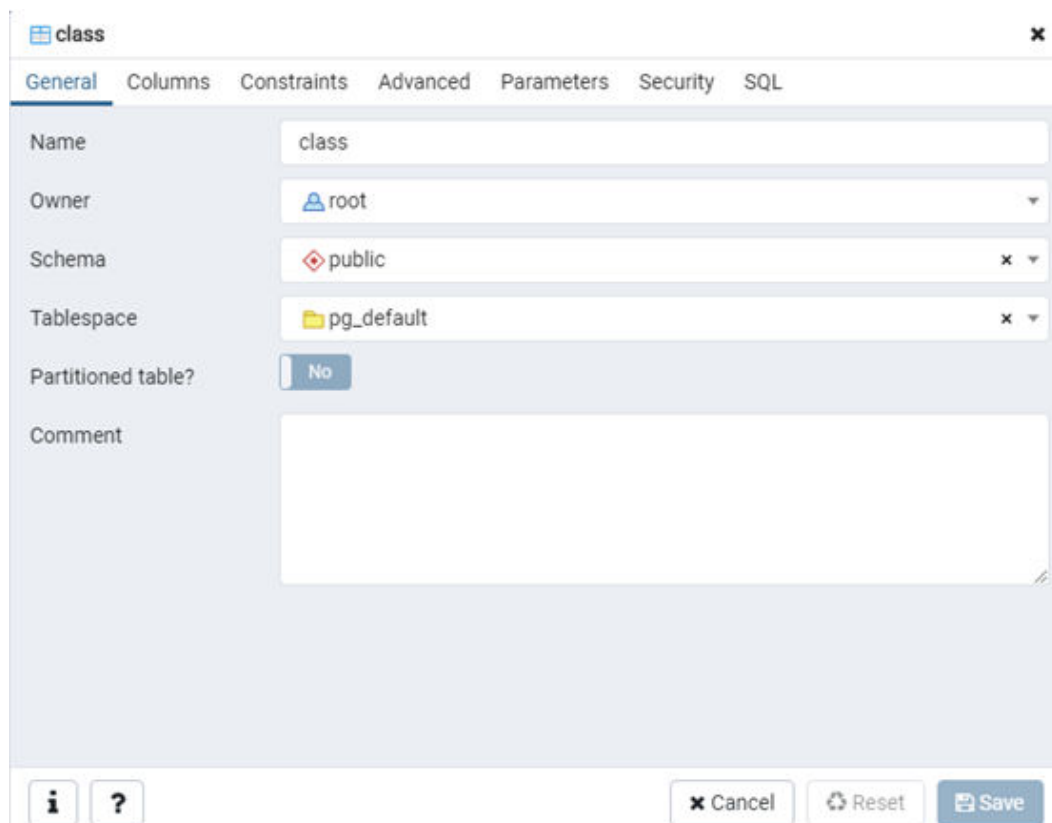 class
General Columns Constraints Advanced Parameters Security SQL
Name class
Owner root
Schema public
Tablespace pg_default
Partitioned table? No
Comment
i ? Cancel Reset Save